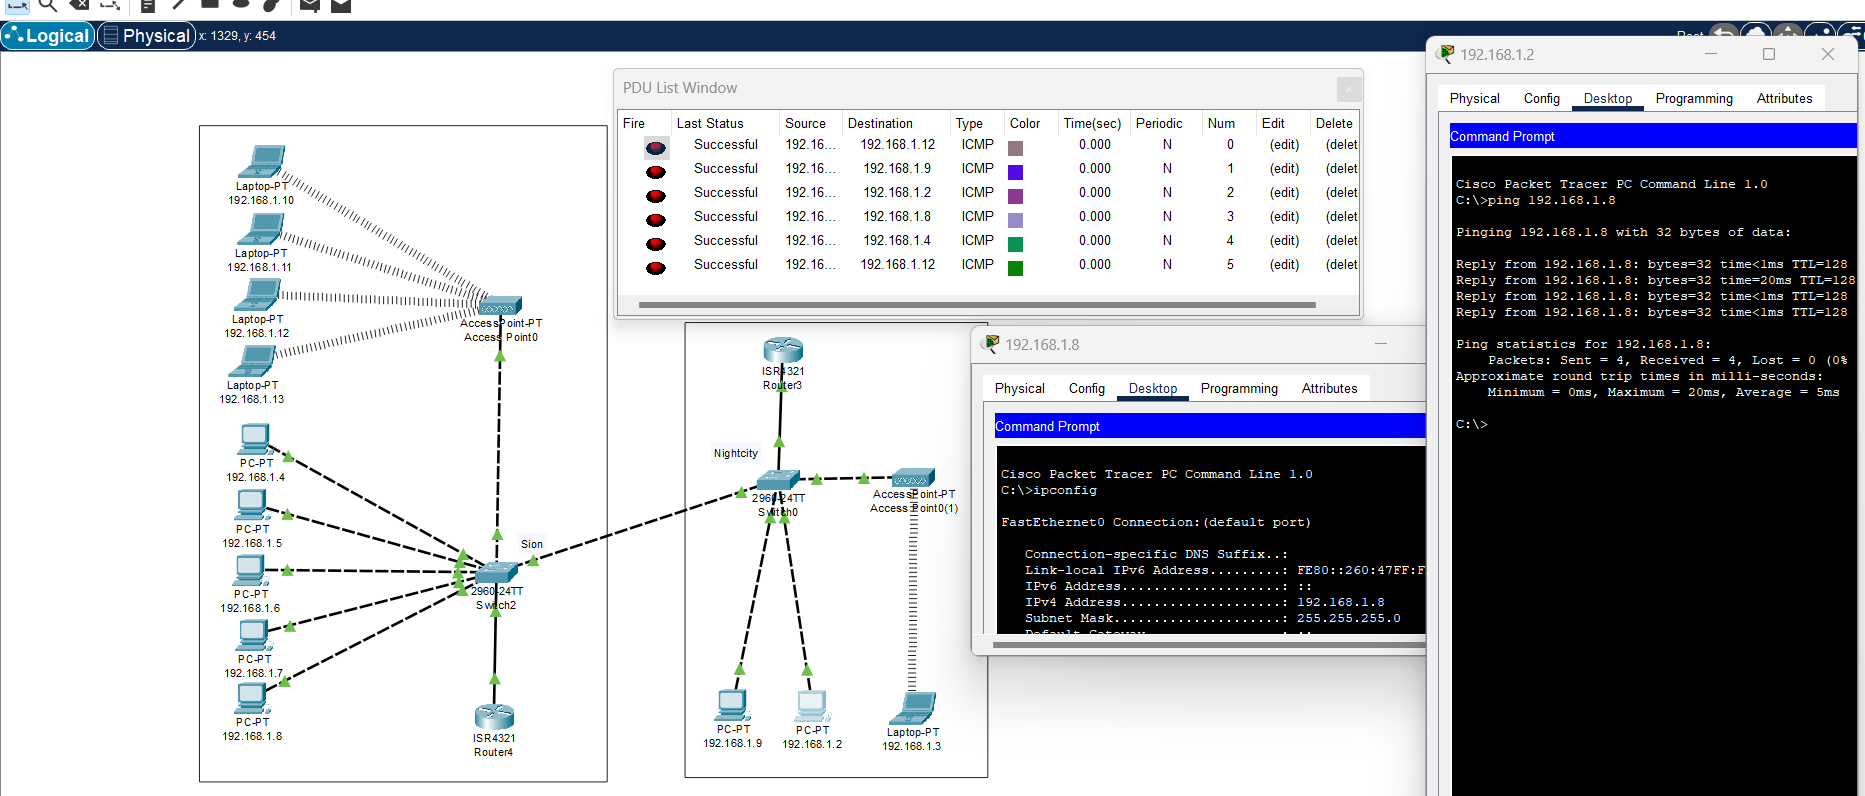 Logical Physical x: 1329, y: 454
Root
PDU List Window
Fire Last Status Source Destination Type Color Time(sec) Periodic Num Edit Delete
Successful 192.16... 192.168.1.12 ICMP 0.000 N 0 (edit) (delet
Successful 192.16... 192.168.1.9 ICMP 0.000 N 1 (edit) (delet
Successful 192.16... 192.168.1.2 ICMP 0.000 N 2 (edit) (delet
Successful 192.16... 192.168.1.8 ICMP 0.000 N 3 (edit) (delet
Successful 192.16... 192.168.1.4 ICMP 0.000 N 4 (edit) (delet
Successful 192.16... 192.168.1.12 ICMP 0.000 N 5 (edit) (delet
Laptop-PT
192.168.1.10
Laptop-PT
192.168.1.11
Laptop-PT
192.168.1.12
Laptop-PT
192.168.1.13
AccessPoint-PT
Access Point0
PC-PT
192.168.1.4
PC-PT
192.168.1.5
PC-PT
192.168.1.6
PC-PT
192.168.1.7
PC-PT
192.168.1.8
Sion
2960-24TT
Switch2
ISR4321
Router4
ISR4321
Router3
Nightcity
2960-24TT
Switch0
AccessPoint-PT
Access Point0(1)
PC-PT
192.168.1.9
PC-PT
192.168.1.2
Laptop-PT
192.168.1.3
192.168.1.8
Physical Config Desktop Programming Attributes
Command Prompt
Cisco Packet Tracer PC Command Line 1.0
C:\>ipconfig
FastEthernet0 Connection:(default port)
Connection-specific DNS Suffix..:
Link-local IPv6 Address.........: FE80::260:47FF:F
IPv6 Address....................: ::
IPv4 Address....................: 192.168.1.8
Subnet Mask.....................: 255.255.255.0
Default Gateway.................: ::
192.168.1.2
Physical Config Desktop Programming Attributes
Command Prompt
Cisco Packet Tracer PC Command Line 1.0
C:\>ping 192.168.1.8
Pinging 192.168.1.8 with 32 bytes of data:
Reply from 192.168.1.8: bytes=32 time<1ms TTL=128
Reply from 192.168.1.8: bytes=32 time=20ms TTL=128
Reply from 192.168.1.8: bytes=32 time<1ms TTL=128
Reply from 192.168.1.8: bytes=32 time<1ms TTL=128
Ping statistics for 192.168.1.8:
Packets: Sent = 4, Received = 4, Lost = 0 (0%
Approximate round trip times in milli-seconds:
Minimum = 0ms, Maximum = 20ms, Average = 5ms
C:\>